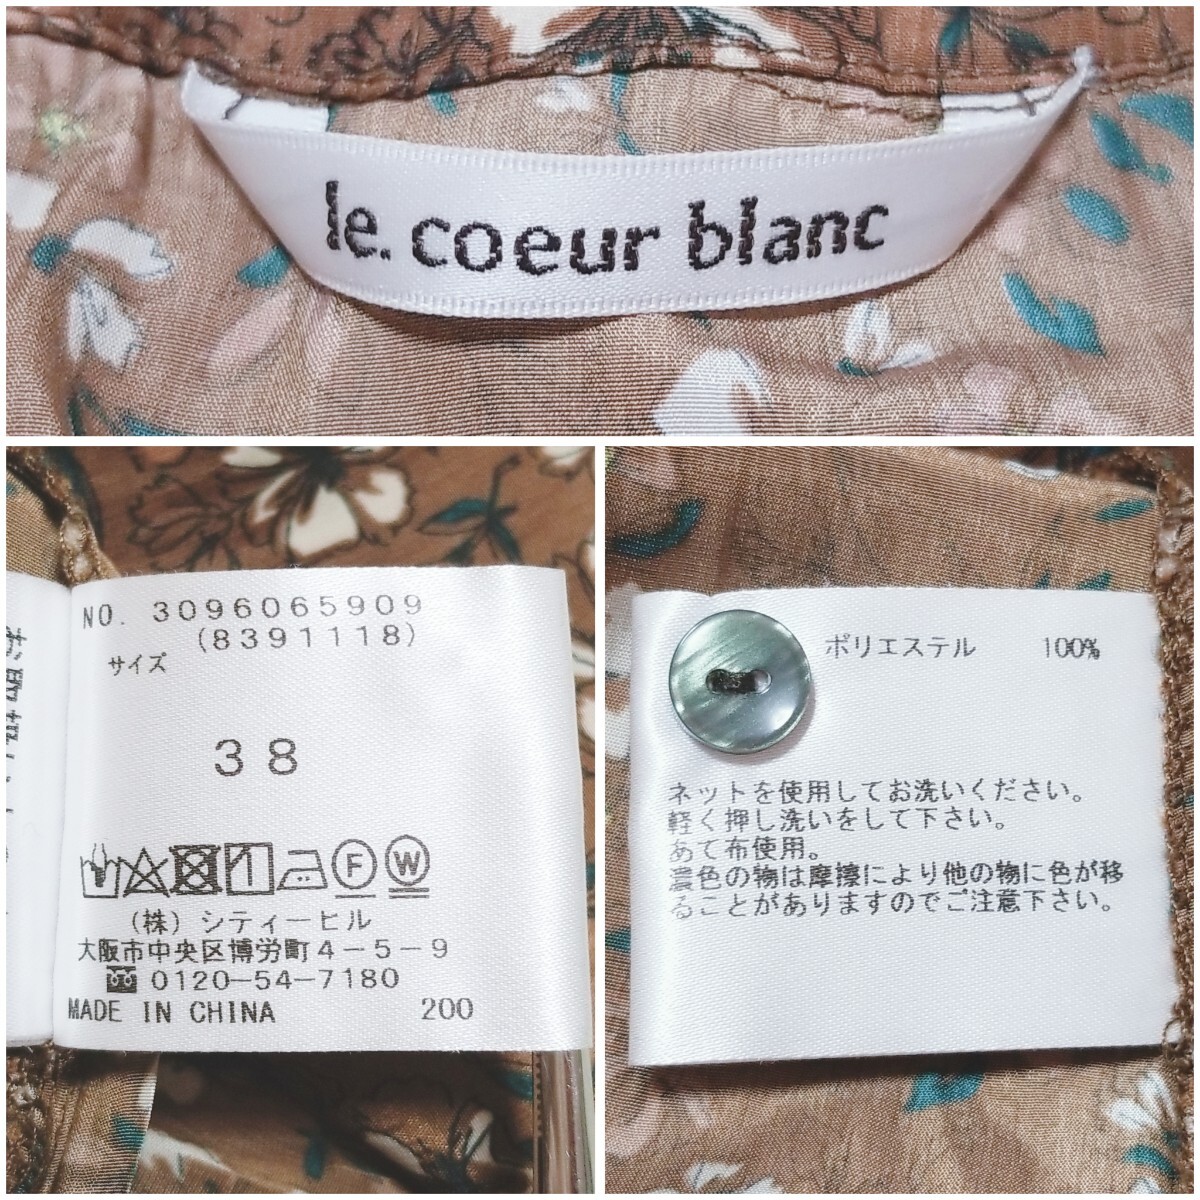 le. coeur blanc
NO. 3096065909
(8391118)
サイズ
38
F W
(株) シティーヒル
大阪市中央区博労町4-5-9
0120-54-7180
MADE IN CHINA 200
ポリエステル 100%
ネットを使用してお洗いください。
軽く押し洗いをして下さい。
あて布使用。
濃色の物は摩擦により他の物に色が移
ることがありますのでご注意下さい。